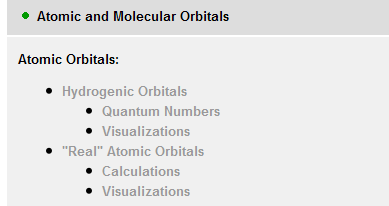 Atomic and Molecular Orbitals
Atomic Orbitals:
Hydrogenic Orbitals
Quantum Numbers
Visualizations
"Real" Atomic Orbitals
Calculations
Visualizations